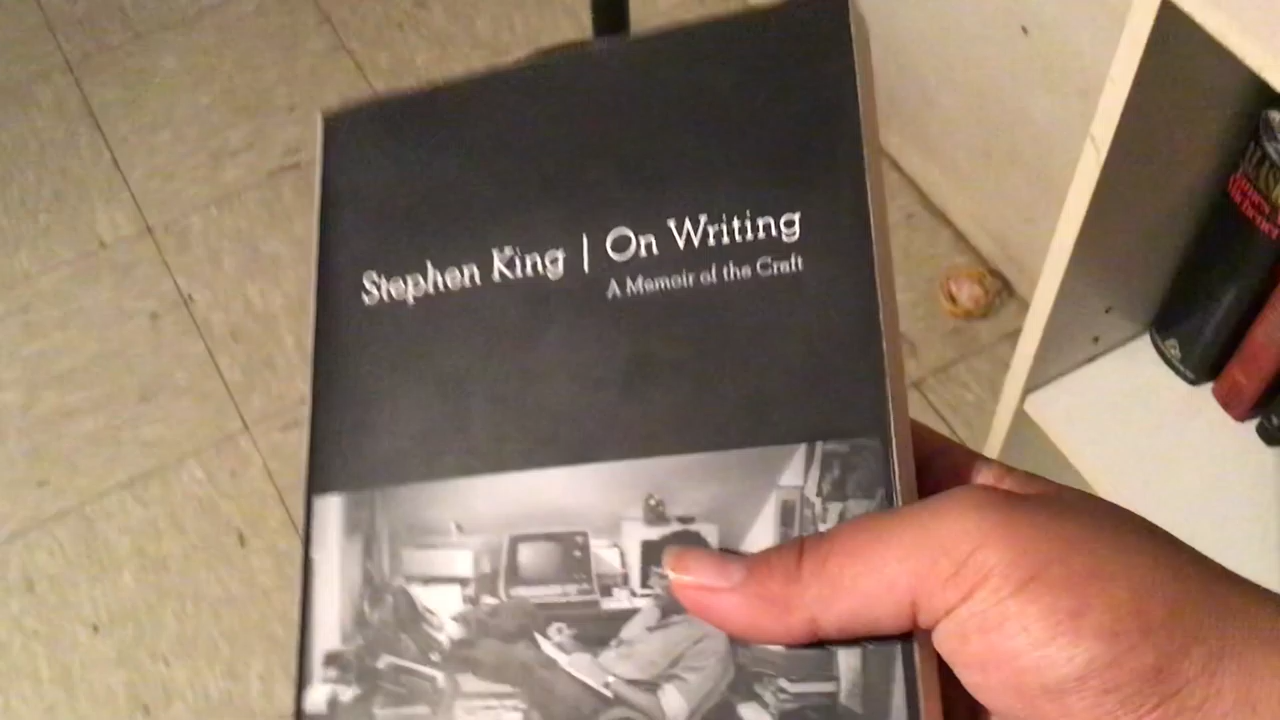 Stephen King | On Writing
A Memoir of the Craft